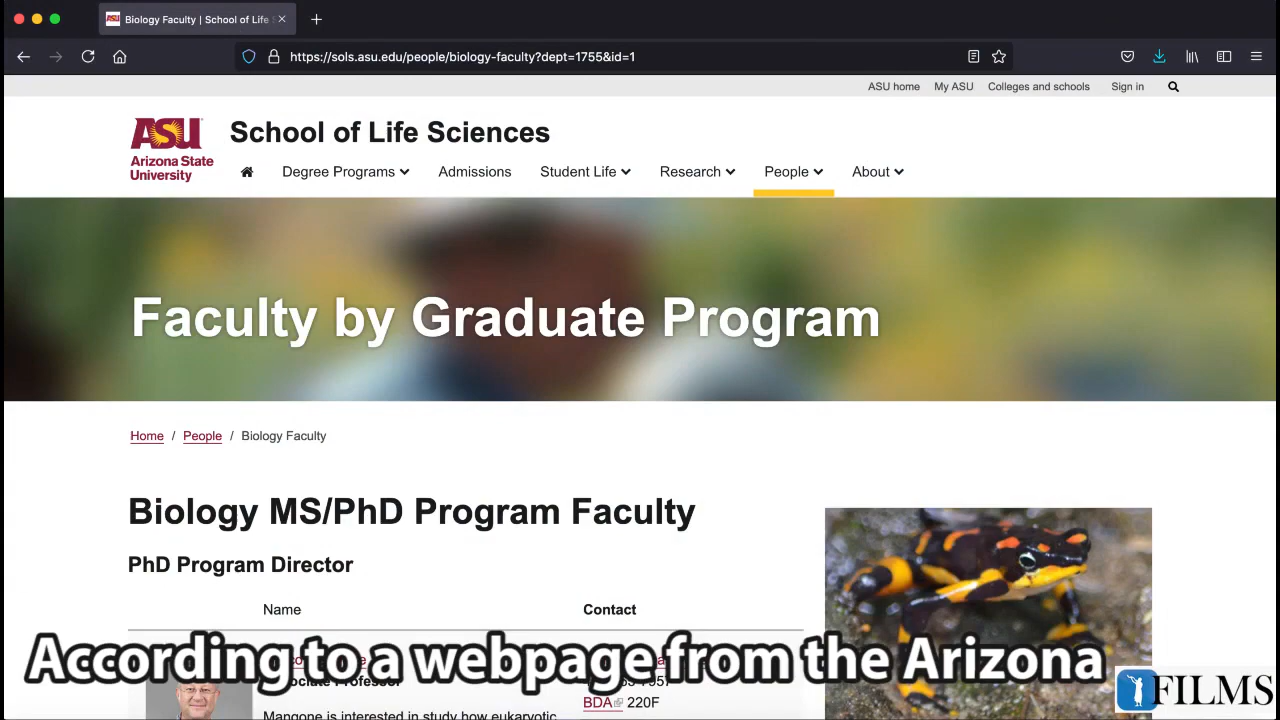 Biology Faculty | School of Life S
https://sols.asu.edu/people/biology-faculty?dept=1755&id=1
ASU home My ASU Colleges and schools Sign in
ASU
Arizona State
University
School of Life Sciences
Degree Programs Admissions Student Life Research People About
Faculty by Graduate Program
Home / People / Biology Faculty
Biology MS/PhD Program Faculty
PhD Program Director
Name Contact
According to a webpage from the Arizona
BDA 220F
Mangone is interested in study how eukaryotic
FILMS